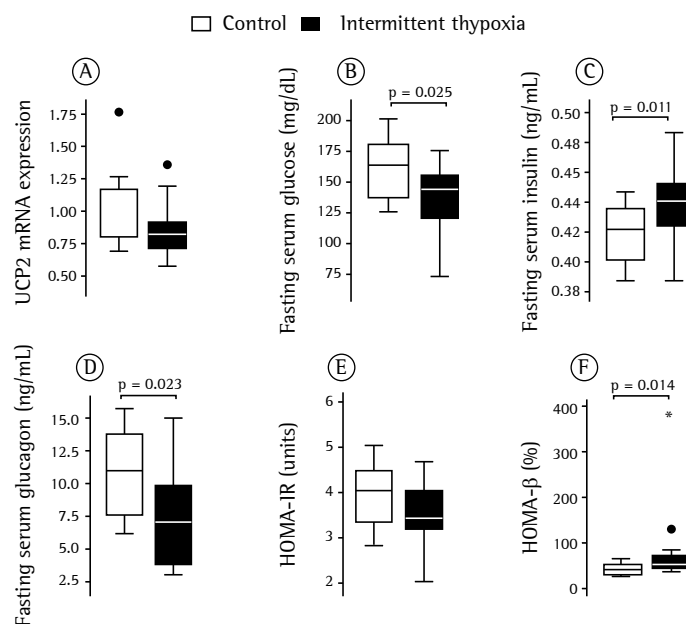 Control Intermittent thypoxia
A
UCP2 mRNA expression
1.75
1.25
1.00
0.75
0.50
B
Fasting serum glucose (mg/dL)
p = 0.025
200
150
150
125
100
75
C
Fasting serum insulin (ng/mL)
p = 0.011
0.50
0.48
0.44
0.42
0.40
0.38
D
Fasting serum glucagon (ng/mL)
p = 0.023
15.0
12.5
10.0
7.5
5.0
2.5
E
HOMA-IR (units)
6
5
4
3
2
F
HOMA-β (%)
p = 0.014
400
300
200
100
50
0
*